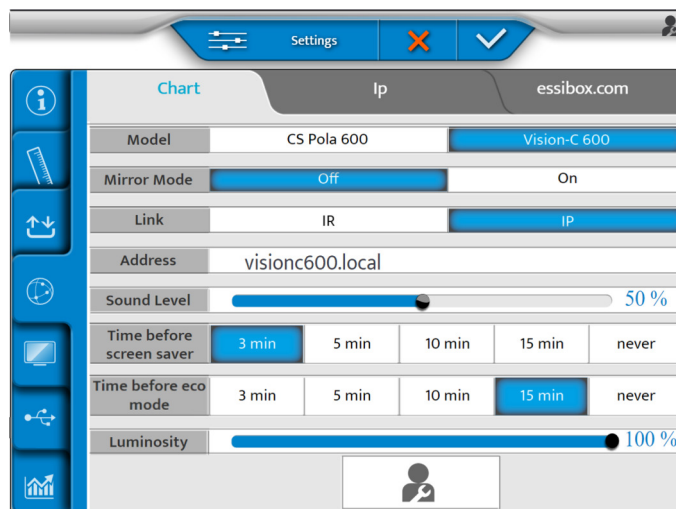 Settings
Chart Ip essibox.com
Model CS Pola 600 Vision-C 600
Mirror Mode Off On
Link IR IP
Address visionc600.local
Sound Level 50 %
Time before screen saver 3 min 5 min 10 min 15 min never
Time before eco mode 3 min 5 min 10 min 15 min never
Luminosity 100 %